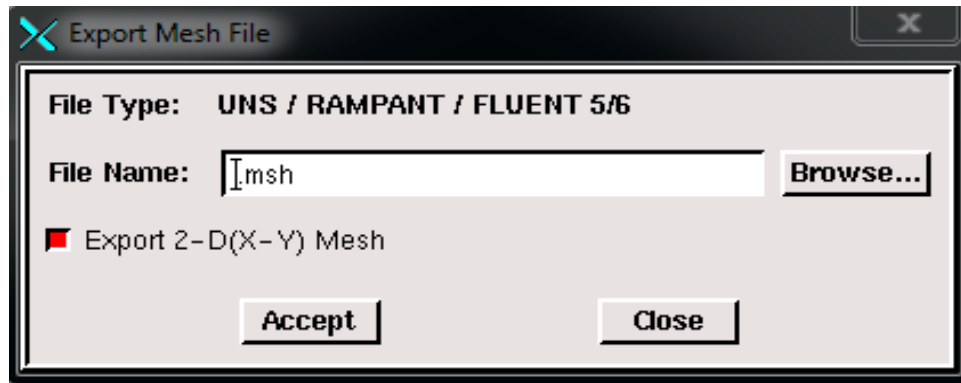 Export Mesh File
File Type: UNS / RAMPANT / FLUENT 5/6
File Name: .msh Browse...
Export 2-D(X-Y) Mesh
Accept Close